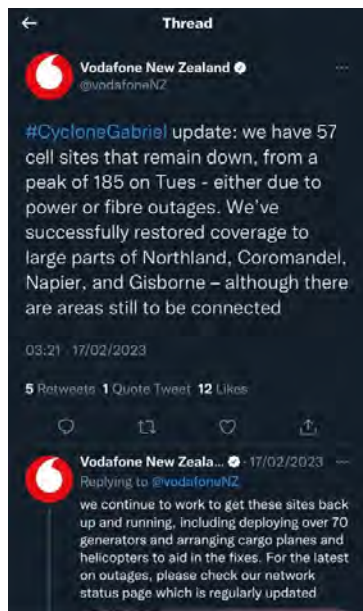 Thread
Vodafone New Zealand
@vodafoneNZ
#CycloneGabriel update: we have 57
cell sites that remain down, from a
peak of 185 on Tues - either due to
power or fibre outages. We've
successfully restored coverage to
large parts of Northland, Coromandel,
Napier, and Gisborne – although there
are areas still to be connected
03:21 · 17/02/2023
5 Retweets 1 Quote Tweet 12 Likes
Vodafone New Zeala... · 17/02/2023
Replying to @vodafoneNZ
we continue to work to get these sites back
up and running, including deploying over 70
generators and arranging cargo planes and
helicopters to aid in the fixes. For the latest
on outages, please check our network
status page which is regularly updated